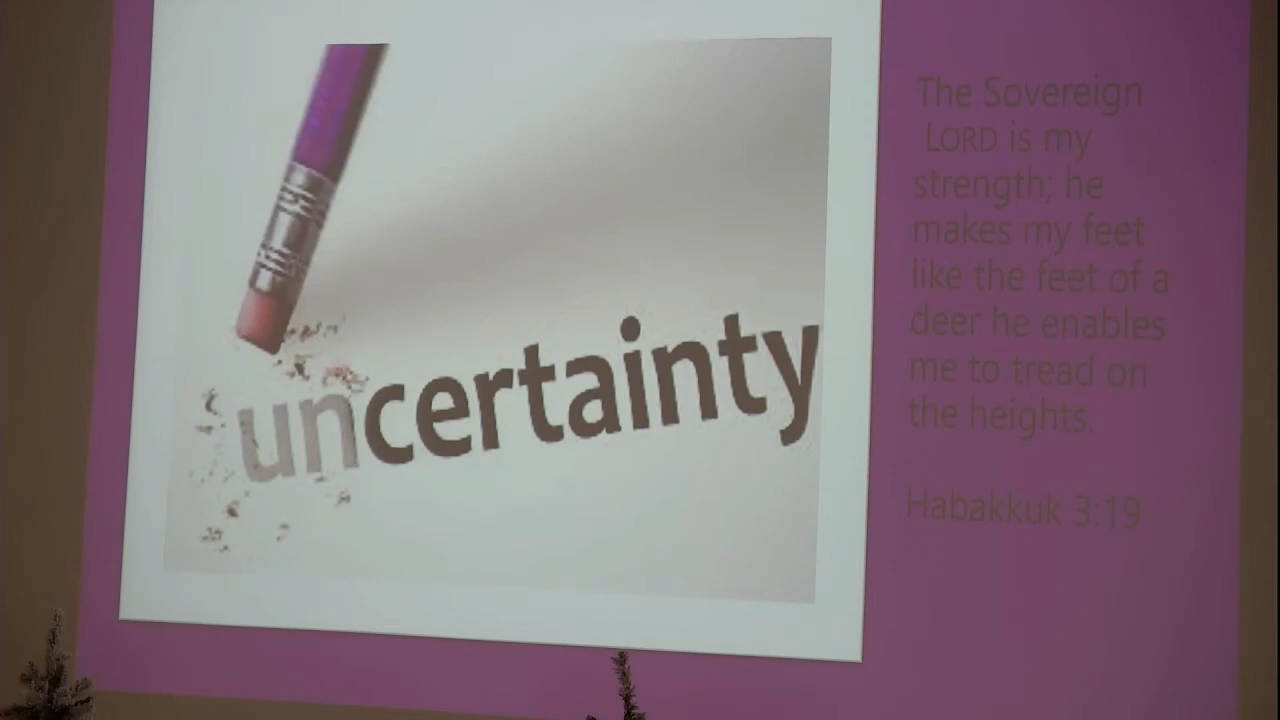 uncertainty
The Sovereign
LORD is my
strength; he
makes my feet
like the feet of a
deer he enables
me to tread on
the heights.
Habakkuk 3:19